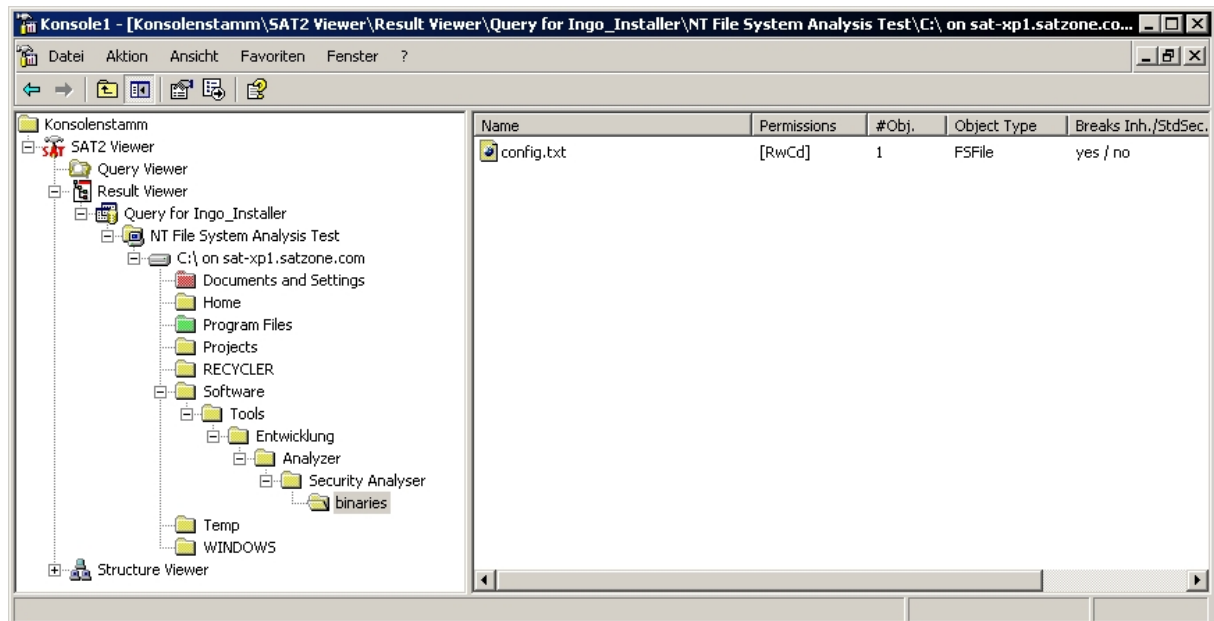 Konsole1 - [Konsolenstamm\SAT2 Viewer\Result Viewer\Query for Ingo_Installer\NT File System Analysis Test\C:\ on sat-xp1.satzone.co...
Datei Aktion Ansicht Favoriten Fenster ?
Konsolenstamm
SAT2 Viewer
Query Viewer
Result Viewer
Query for Ingo_Installer
NT File System Analysis Test
C:\ on sat-xp1.satzone.com
Documents and Settings
Home
Program Files
Projects
RECYCLER
Software
Tools
Entwicklung
Analyzer
Security Analyser
binaries
Temp
WINDOWS
Structure Viewer
Name Permissions #Obj. Object Type Breaks Inh./StdSec.
config.txt [RwCd] 1 FSFile yes / no